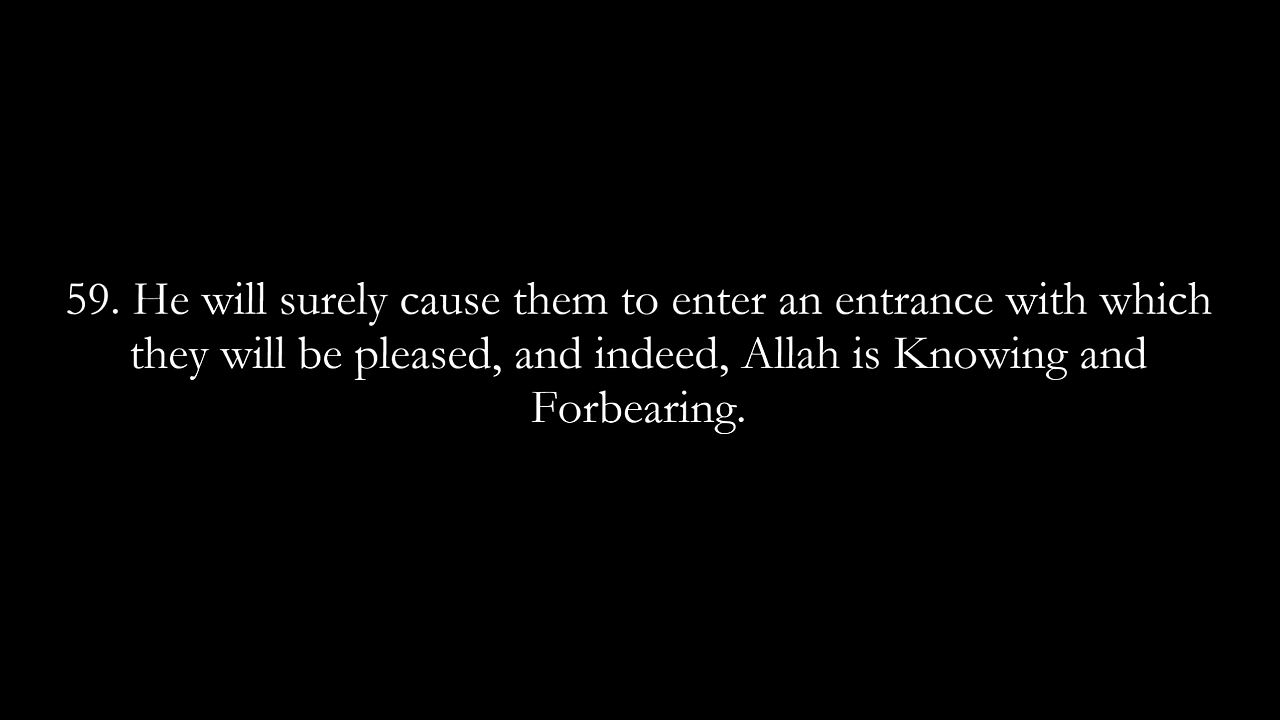 59. He will surely cause them to enter an entrance with which
they will be pleased, and indeed, Allah is Knowing and
Forbearing.